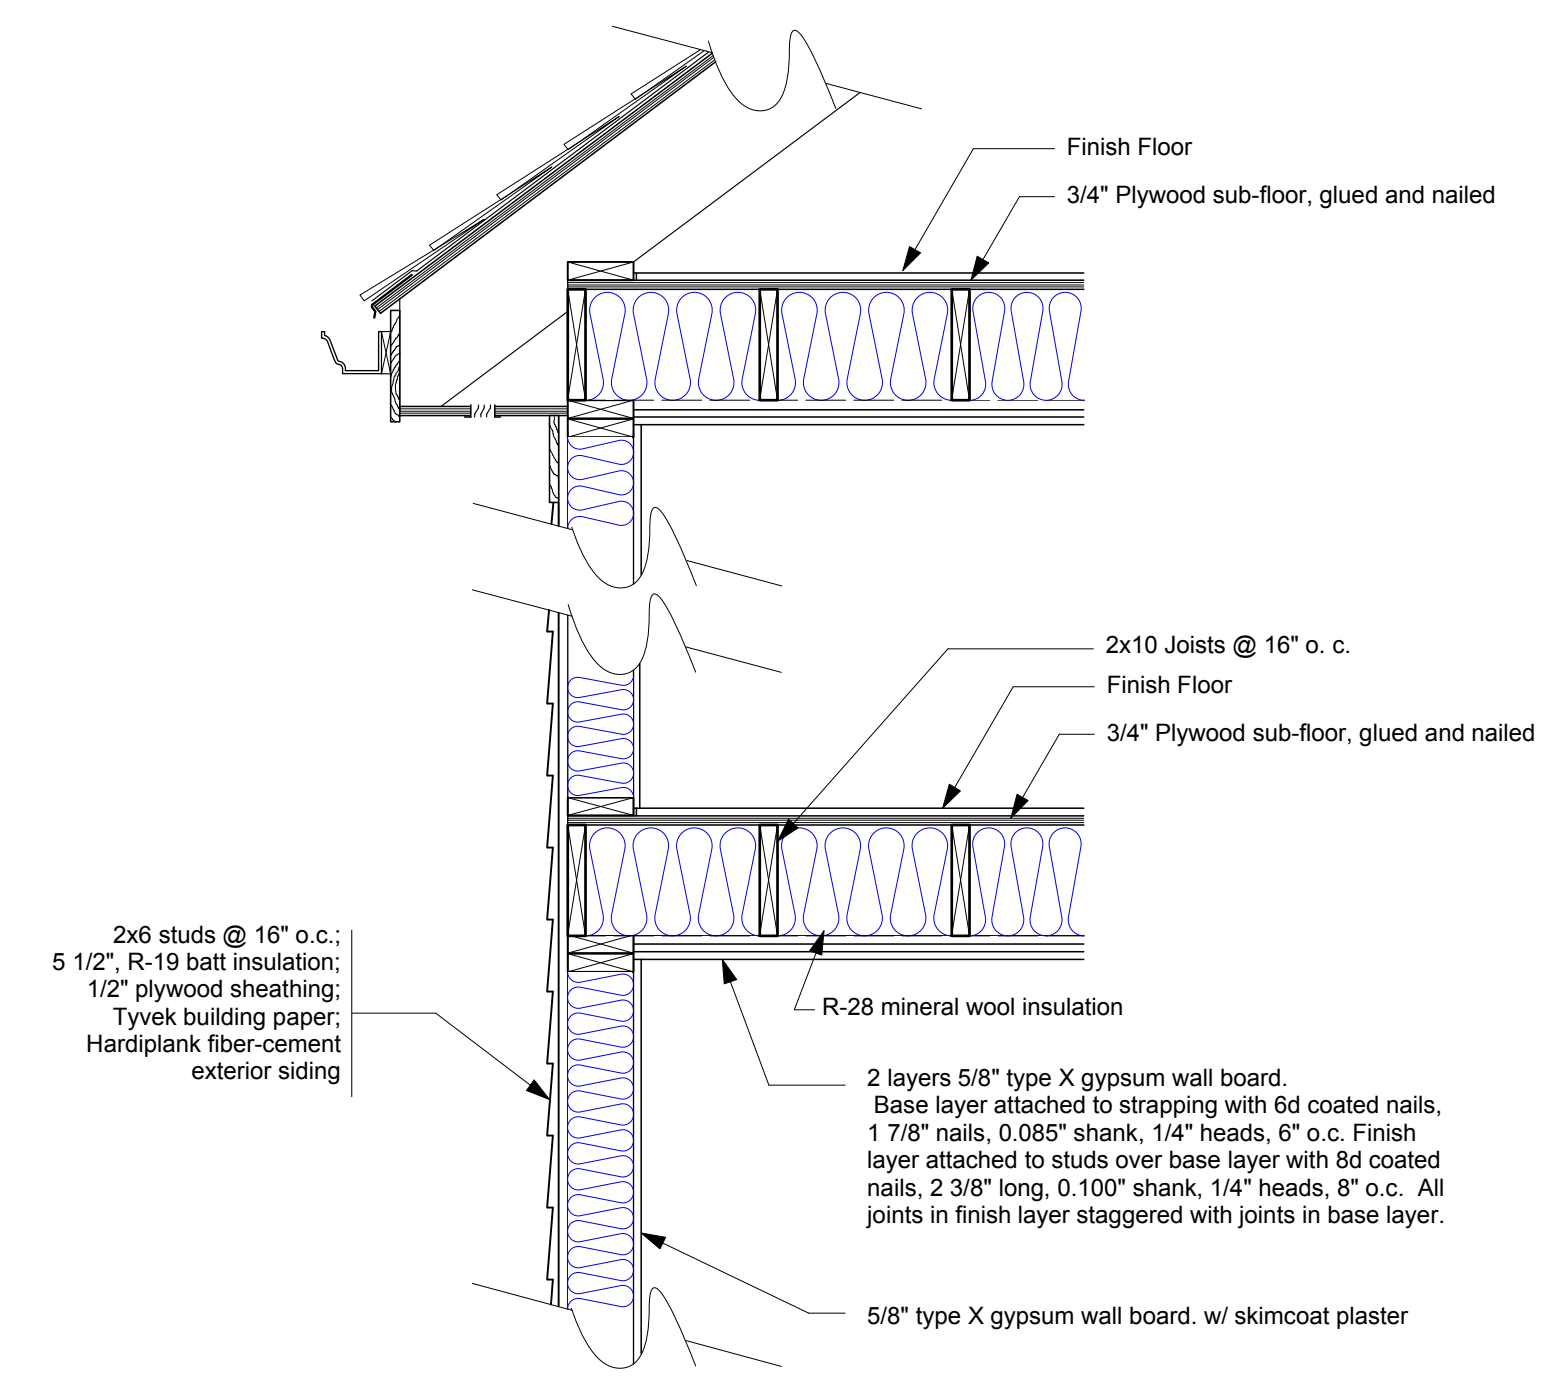 Finish Floor
3/4" Plywood sub-floor, glued and nailed
2x10 Joists @ 16" o. c.
Finish Floor
3/4" Plywood sub-floor, glued and nailed
2x6 studs @ 16" o.c.;
5 1/2", R-19 batt insulation;
1/2" plywood sheathing;
Tyvek building paper;
Hardiplank fiber-cement
exterior siding
R-28 mineral wool insulation
2 layers 5/8" type X gypsum wall board.
Base layer attached to strapping with 6d coated nails,
1 7/8" nails, 0.085" shank, 1/4" heads, 6" o.c. Finish
layer attached to studs over base layer with 8d coated
nails, 2 3/8" long, 0.100" shank, 1/4" heads, 8" o.c.  All
joints in finish layer staggered with joints in base layer.
5/8" type X gypsum wall board. w/ skimcoat plaster